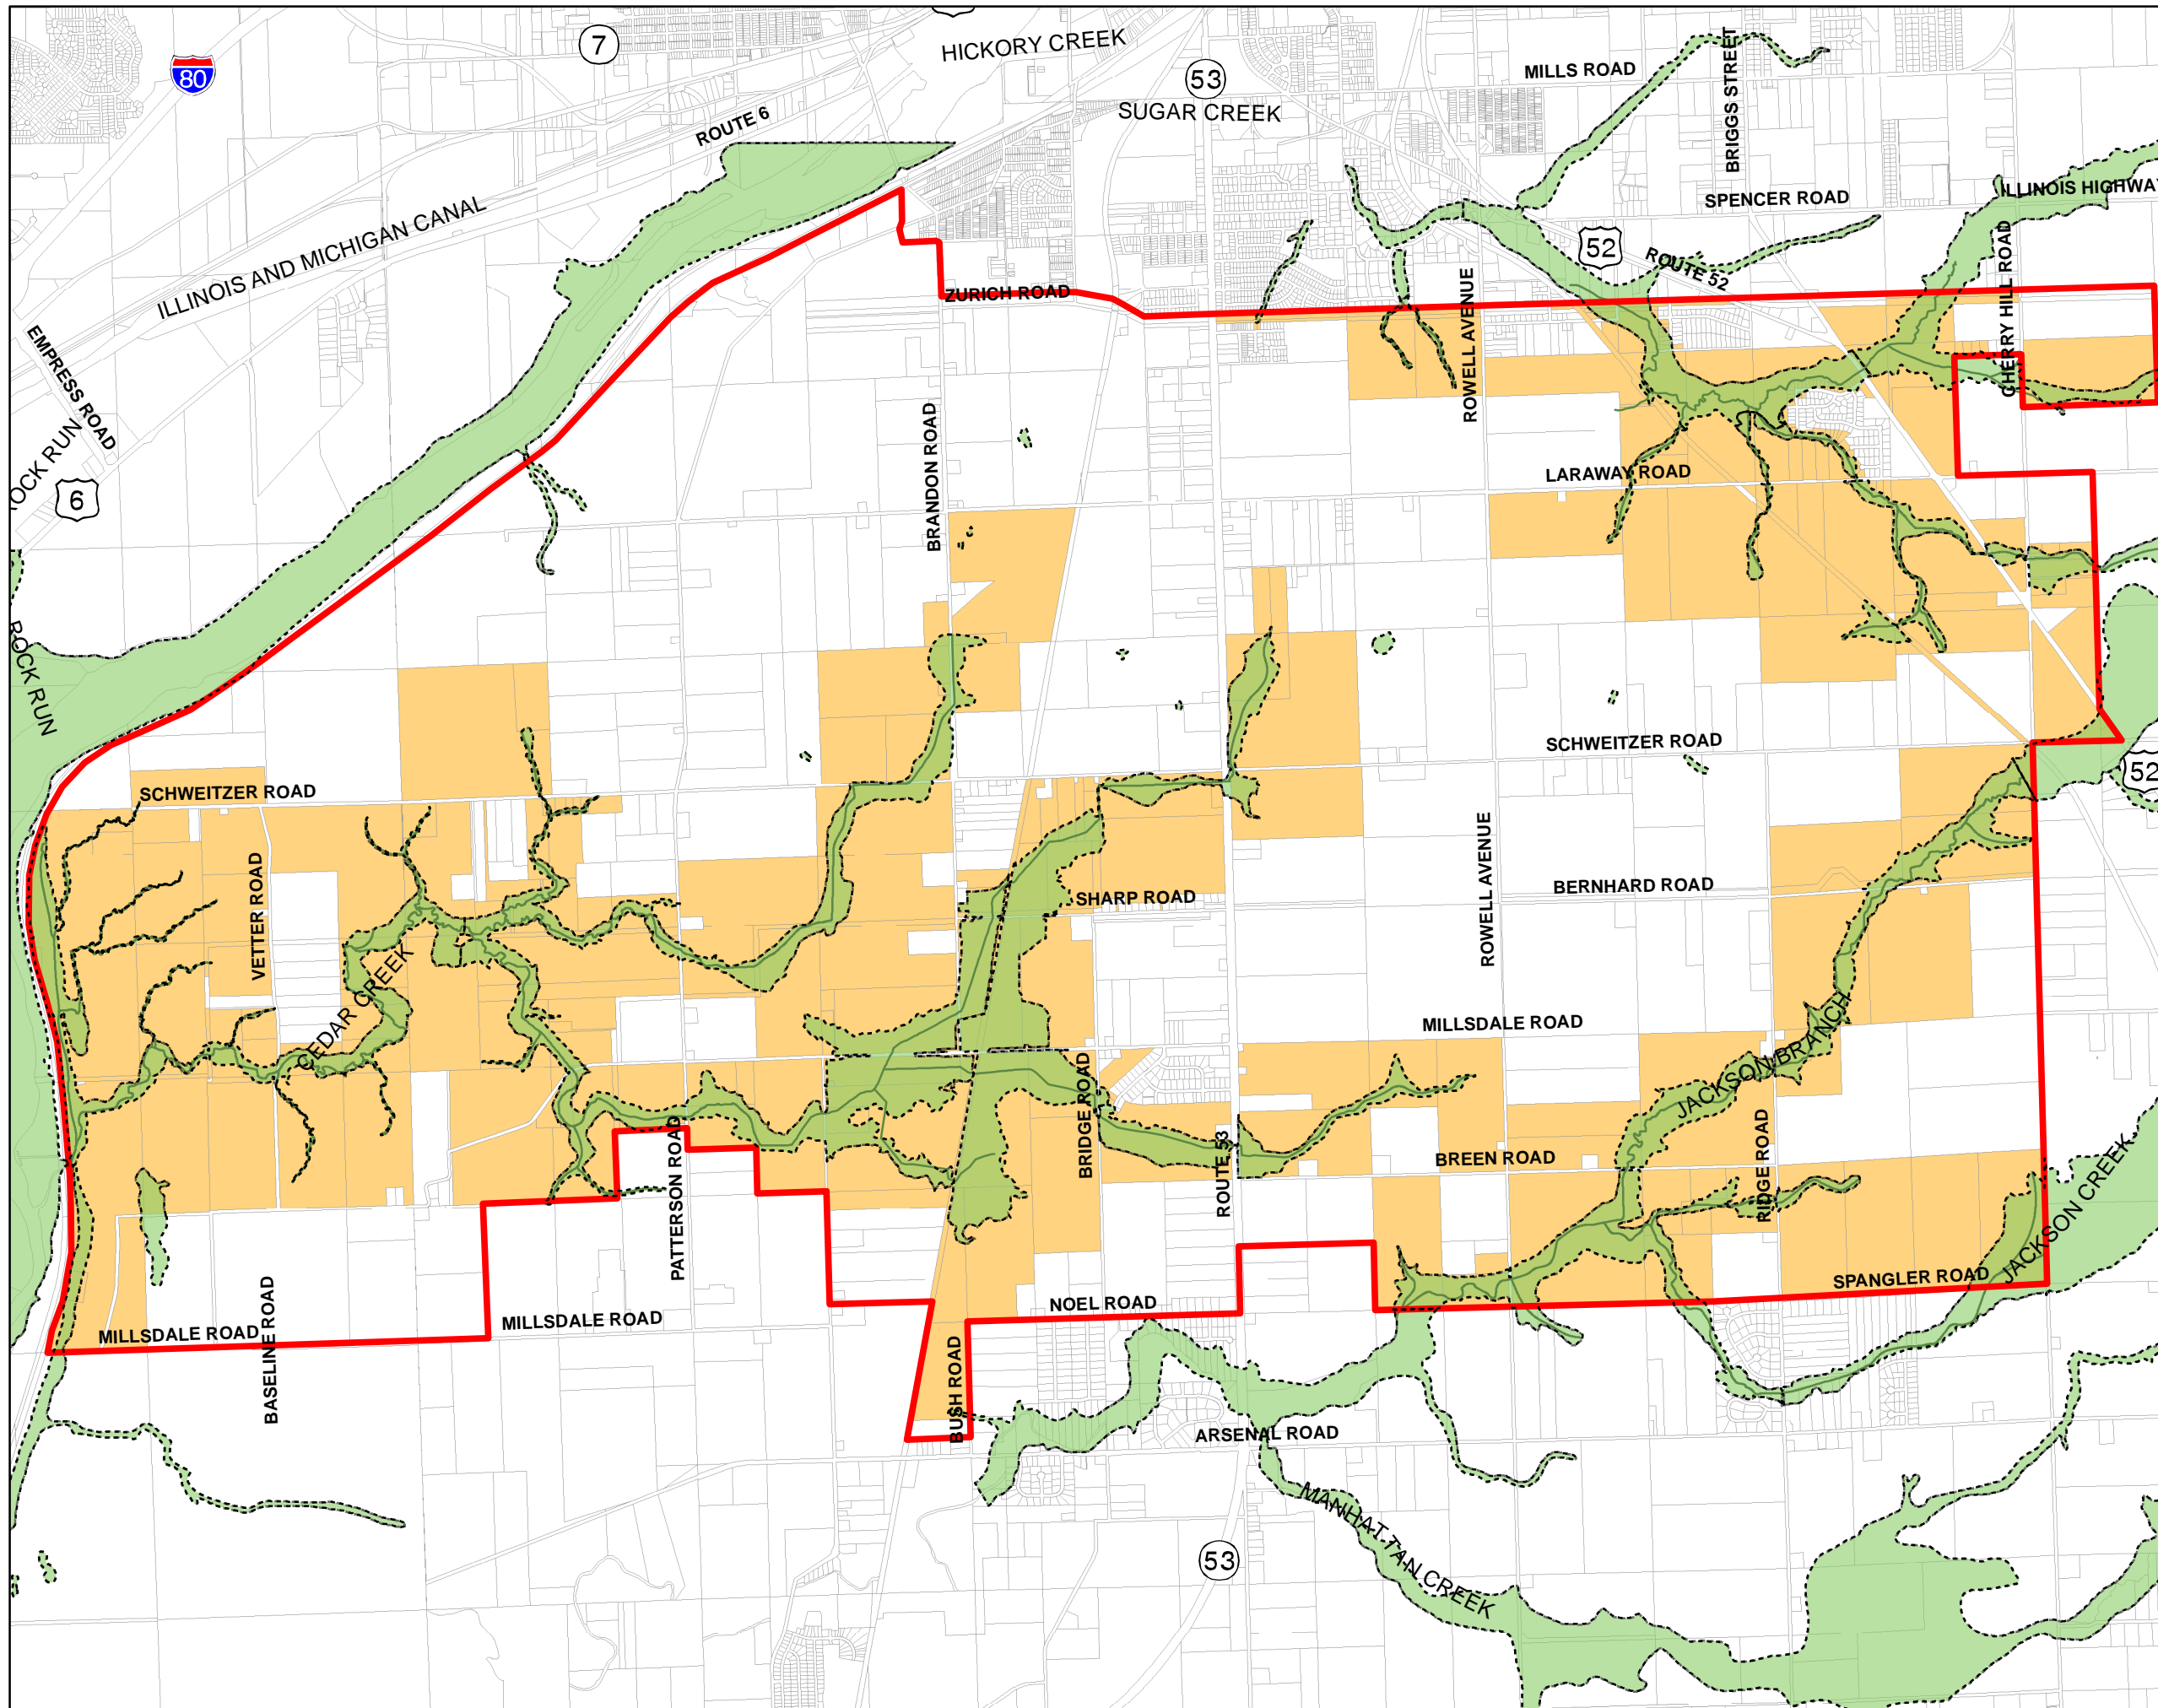 7
HICKORY CREEK
80
53
MILLS ROAD
BRIGGS STREET
SUGAR CREEK
ROUTE 6
ILLINOIS HIGHWAY
SPENCER ROAD
ILLINOIS AND MICHIGAN CANAL
52
ROUTE 52
CHERRY HILL ROAD
ZURICH ROAD
ROWELL AVENUE
EMPRESS ROAD
OCK RUN
6
BRANDON ROAD
LARAWAY ROAD
ROCK RUN
SCHWEITZER ROAD
52
SCHWEITZER ROAD
VETTER ROAD
ROWELL AVENUE
BERNHARD ROAD
SHARP ROAD
CEDAR CREEK
MILLSDALE ROAD
JACKSON BRANCH
BRIDGE ROAD
ROUTE 53
BREEN ROAD
RIDGE ROAD
PATTERSON ROAD
JACKSON CREEK
SPANGLER ROAD
NOEL ROAD
MILLSDALE ROAD
MILLSDALE ROAD
BASELINE ROAD
BUSH ROAD
ARSENAL ROAD
MANHATTAN CREEK
53